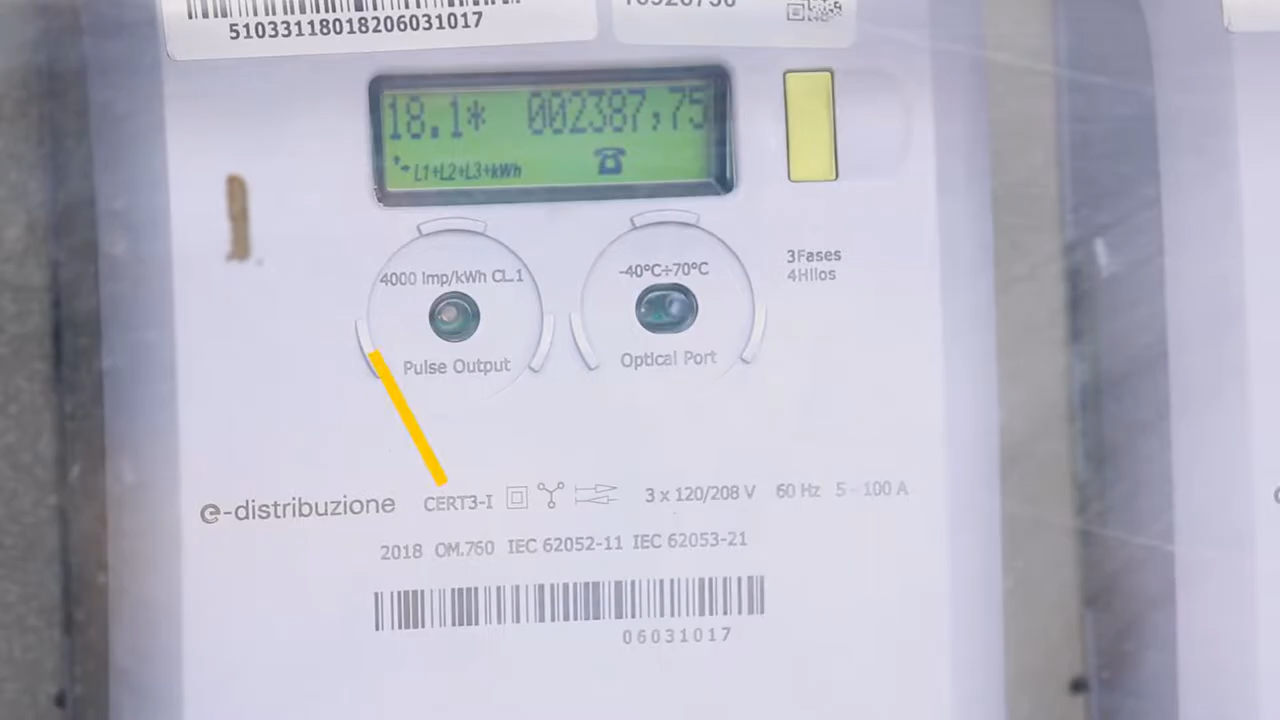 51033118018206031017
18.1* 002387,75
L1+L2+L3+kWh
3Fases
4Hilos
4000 Imp/kWh CL.1
-40°C÷70°C
Pulse Output
Optical Port
e-distribuzione CERT3-I 3 x 120/208 V 60 Hz 5 - 100 A
2018 OM.760 IEC 62052-11 IEC 62053-21
06031017